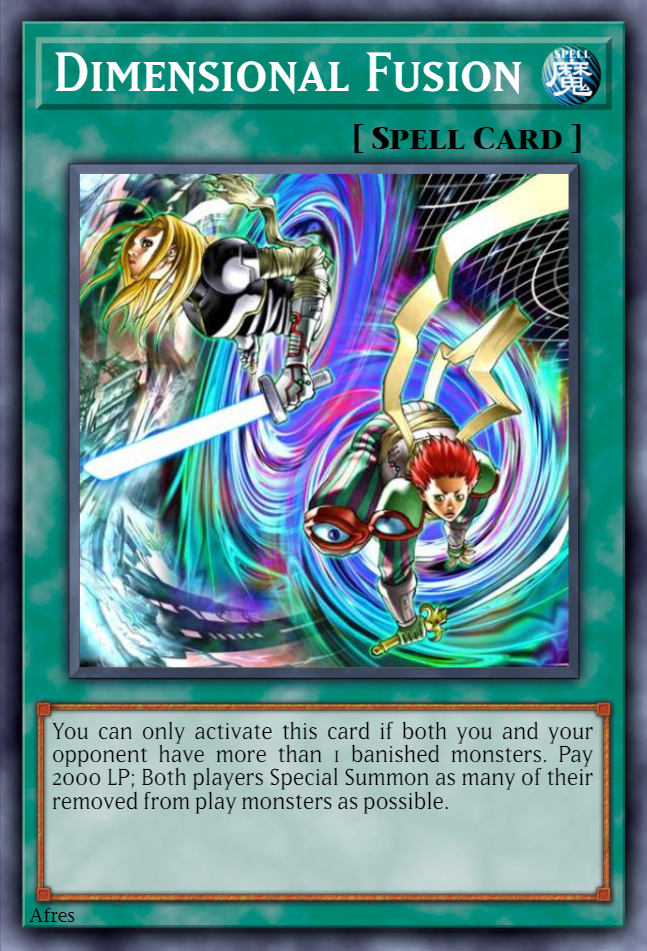 Dimensional Fusion
SPELL
魔
[ Spell Card ]
You can only activate this card if both you and your
opponent have more than 1 banished monsters. Pay
2000 LP; Both players Special Summon as many of their
removed from play monsters as possible.
Afres